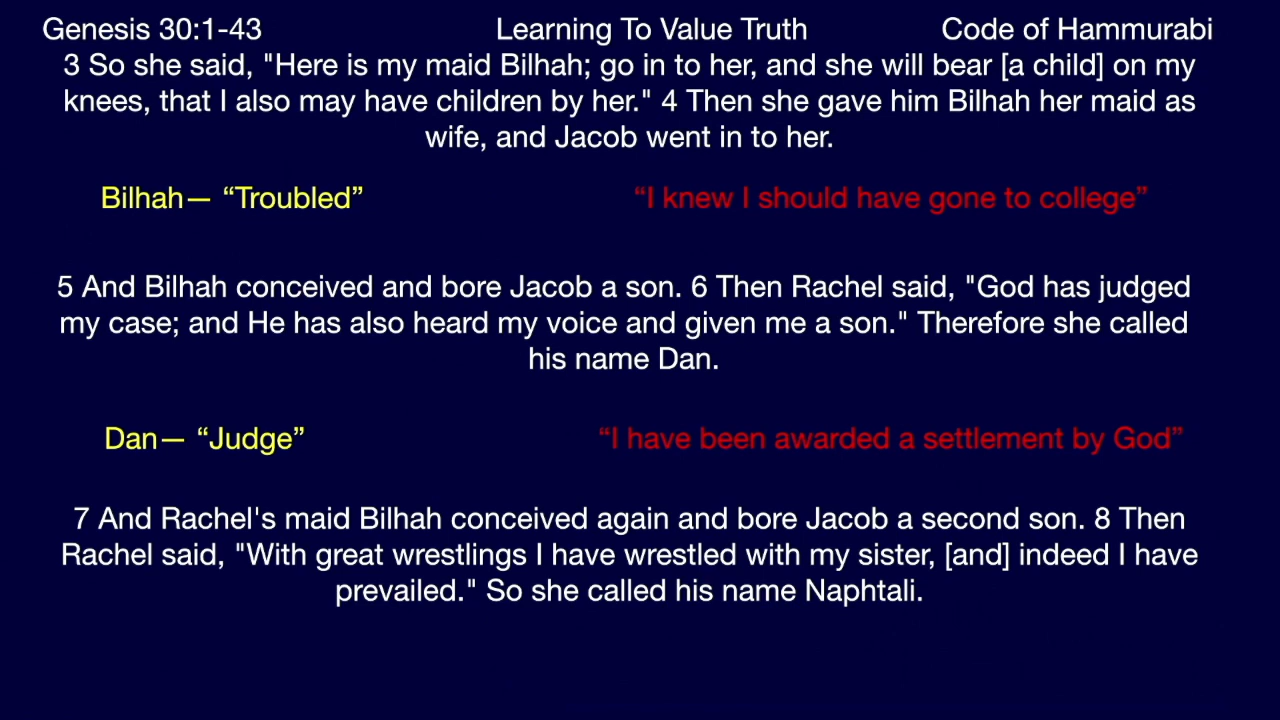 Genesis 30:1-43 Learning To Value Truth Code of Hammurabi
3 So she said, "Here is my maid Bilhah; go in to her, and she will bear [a child] on my
knees, that I also may have children by her." 4 Then she gave him Bilhah her maid as
wife, and Jacob went in to her.
Bilhah— “Troubled” “I knew I should have gone to college”
5 And Bilhah conceived and bore Jacob a son. 6 Then Rachel said, "God has judged
my case; and He has also heard my voice and given me a son." Therefore she called
his name Dan.
Dan— “Judge” “I have been awarded a settlement by God”
7 And Rachel's maid Bilhah conceived again and bore Jacob a second son. 8 Then
Rachel said, "With great wrestlings I have wrestled with my sister, [and] indeed I have
prevailed." So she called his name Naphtali.